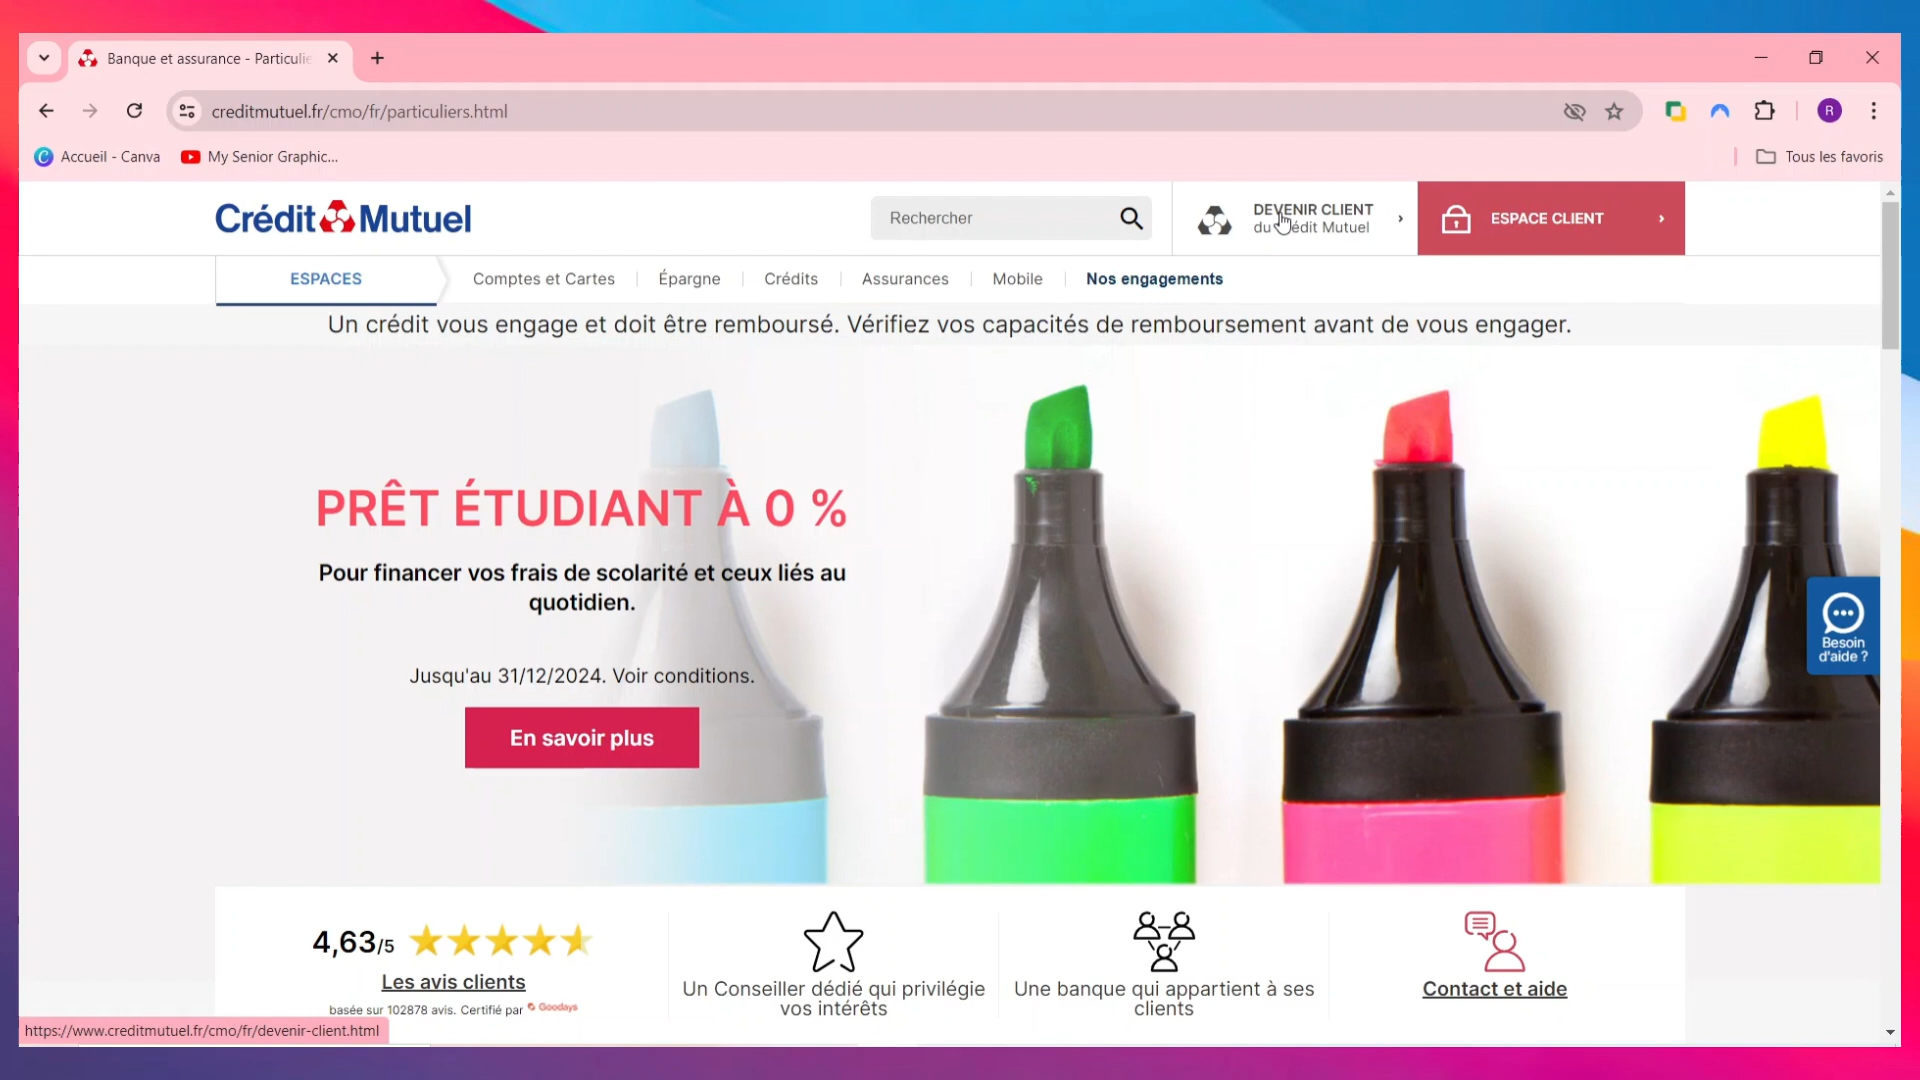 Banque et assurance - Particulie
creditmutuel.fr/cmo/fr/particuliers.html
R
Accueil - Canva
My Senior Graphic...
Tous les favoris
Crédit Mutuel
Rechercher
DEVENIR CLIENT
du Crédit Mutuel
ESPACE CLIENT
ESPACES
Comptes et Cartes
Épargne
Crédits
Assurances
Mobile
Nos engagements
Un crédit vous engage et doit être remboursé. Vérifiez vos capacités de remboursement avant de vous engager.
PRÊT ÉTUDIANT À 0 %
Pour financer vos frais de scolarité et ceux liés au
quotidien.
Jusqu'au 31/12/2024. Voir conditions.
En savoir plus
Besoin
d'aide ?
4,63/5
Les avis clients
basée sur 102878 avis. Certifié par Goodays
Un Conseiller dédié qui privilégie
vos intérêts
Une banque qui appartient à ses
clients
Contact et aide
https://www.creditmutuel.fr/cmo/fr/devenir-client.html